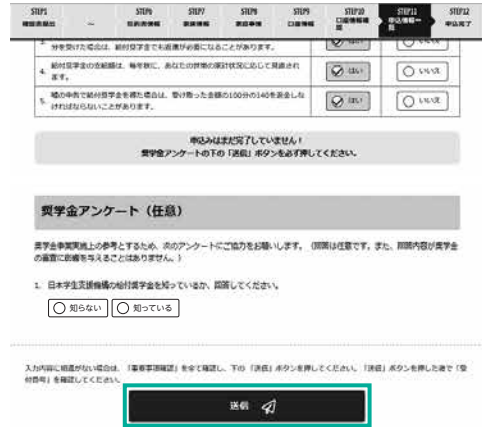 STEP1 STEP6 STEP7 STEP8 STEP9 STEP10 STEP11 STEP12
確認書提出 ～ 誓約者情報 家族情報 家庭事情 口座情報 口座情報確認 申込情報一覧 申込完了
分を受けた場合は、給付奨学金でも返還が必要になることがあります。
はい いいえ
4. 給付奨学金の支給額は、毎年秋に、あなたの世帯の家計状況に応じて見直されます。
はい いいえ
5. 嘘の申告で給付奨学金を得た場合は、受け取った金額の100分の140を返金しなければならないことがあります。
はい いいえ
申込みはまだ完了していません！
奨学金アンケートの下の「送信」ボタンを必ず押してください。
奨学金アンケート（任意）
奨学金事業実施上の参考とするため、次のアンケートにご協力をお願いします。（回答は任意です。また、回答内容が奨学金
の審査に影響を与えることはありません。）
1. 日本学生支援機構の給付奨学金を知っているか、回答してください。
知らない 知っている
入力内容に相違がない場合は、「重要事項確認」を全て確認し、下の「送信」ボタンを押してください。「送信」ボタンを押した後で「受
付番号」を確認してください。
送信